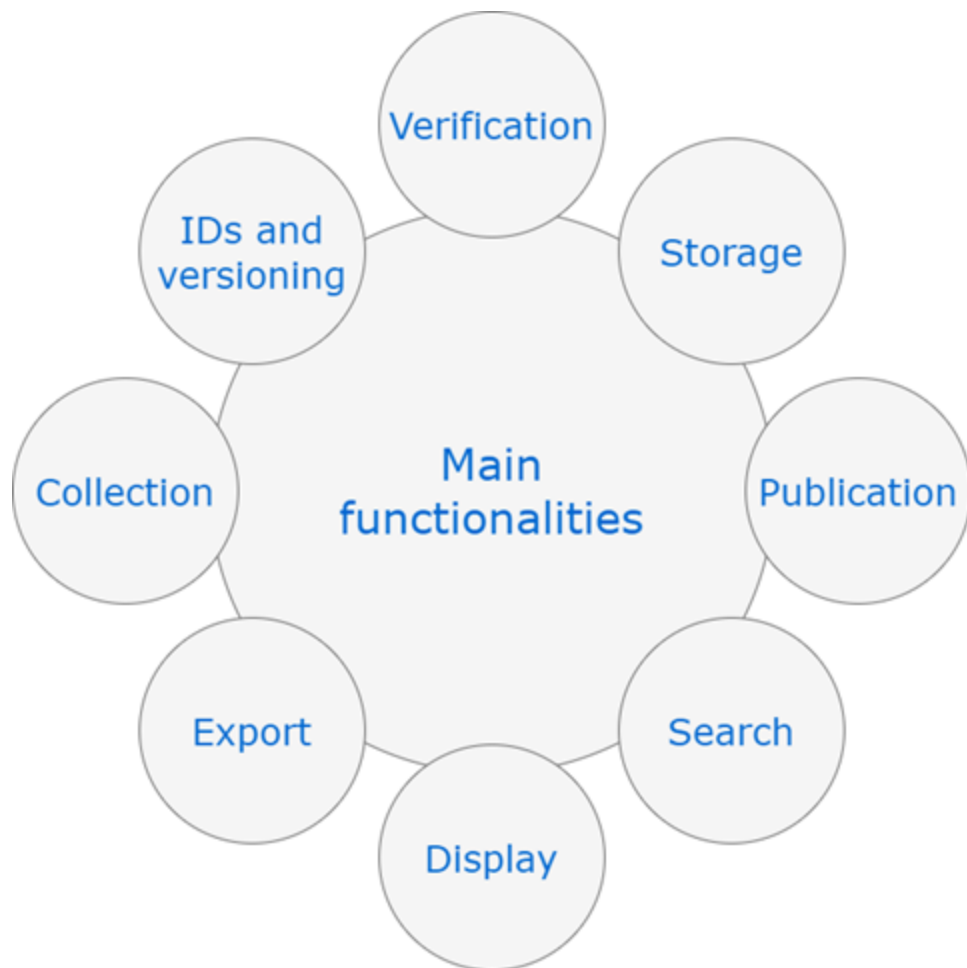 Verification
IDs and
versioning
Storage
Collection
Main
functionalities
Publication
Export
Search
Display